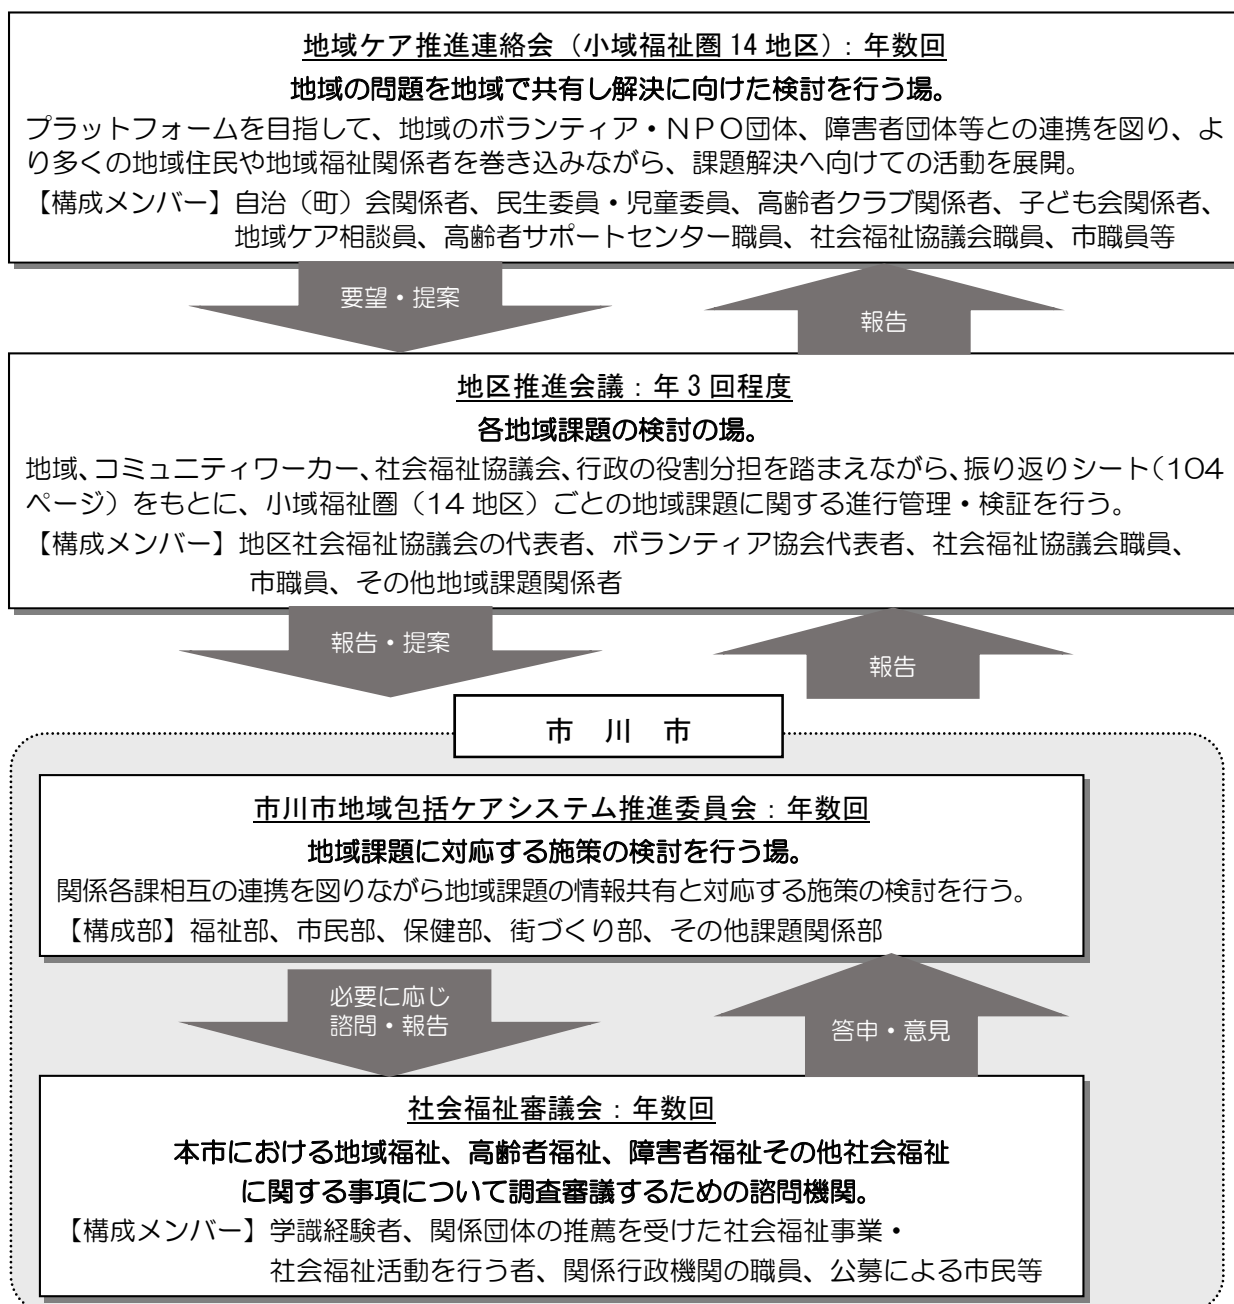 地域ケア推進連絡会（小域福祉圏 14 地区）：年数回
地域の問題を地域で共有し解決に向けた検討を行う場。
プラットフォームを目指して、地域のボランティア・ＮＰＯ団体、障害者団体等との連携を図り、よ
り多くの地域住民や地域福祉関係者を巻き込みながら、課題解決へ向けての活動を展開。
【構成メンバー】自治（町）会関係者、民生委員・児童委員、高齢者クラブ関係者、子ども会関係者、
地域ケア相談員、高齢者サポートセンター職員、社会福祉協議会職員、市職員等
要望・提案
報告
地区推進会議：年 3 回程度
各地域課題の検討の場。
地域、コミュニティワーカー、社会福祉協議会、行政の役割分担を踏まえながら、振り返りシート（104
ページ）をもとに、小域福祉圏（14 地区）ごとの地域課題に関する進行管理・検証を行う。
【構成メンバー】地区社会福祉協議会の代表者、ボランティア協会代表者、社会福祉協議会職員、
市職員、その他地域課題関係者
報告・提案
報告
市 川 市
市川市地域包括ケアシステム推進委員会：年数回
地域課題に対応する施策の検討を行う場。
関係各課相互の連携を図りながら地域課題の情報共有と対応する施策の検討を行う。
【構成部】福祉部、市民部、保健部、街づくり部、その他課題関係部
必要に応じ
諮問・報告
答申・意見
社会福祉審議会：年数回
本市における地域福祉、高齢者福祉、障害者福祉その他社会福祉
に関する事項について調査審議するための諮問機関。
【構成メンバー】学識経験者、関係団体の推薦を受けた社会福祉事業・
社会福祉活動を行う者、関係行政機関の職員、公募による市民等